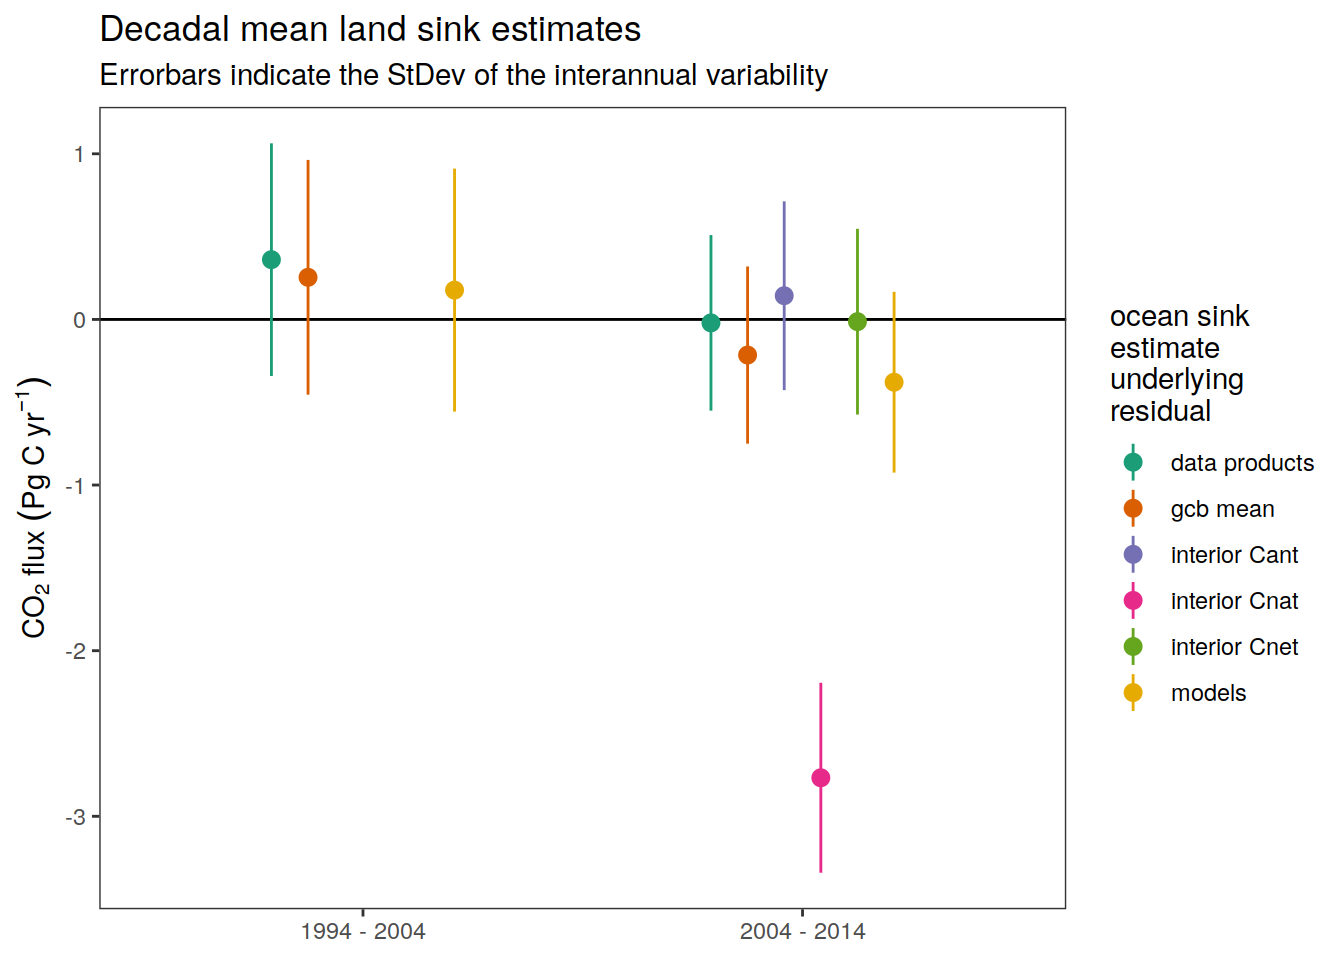 Decadal mean land sink estimates
Errorbars indicate the StDev of the interannual variability
CO₂ flux (Pg C yr⁻¹)
1
0
-1
-2
-3
1994 - 2004
2004 - 2014
ocean sink
estimate
underlying
residual
data products
gcb mean
interior Cant
interior Cnat
interior Cnet
models